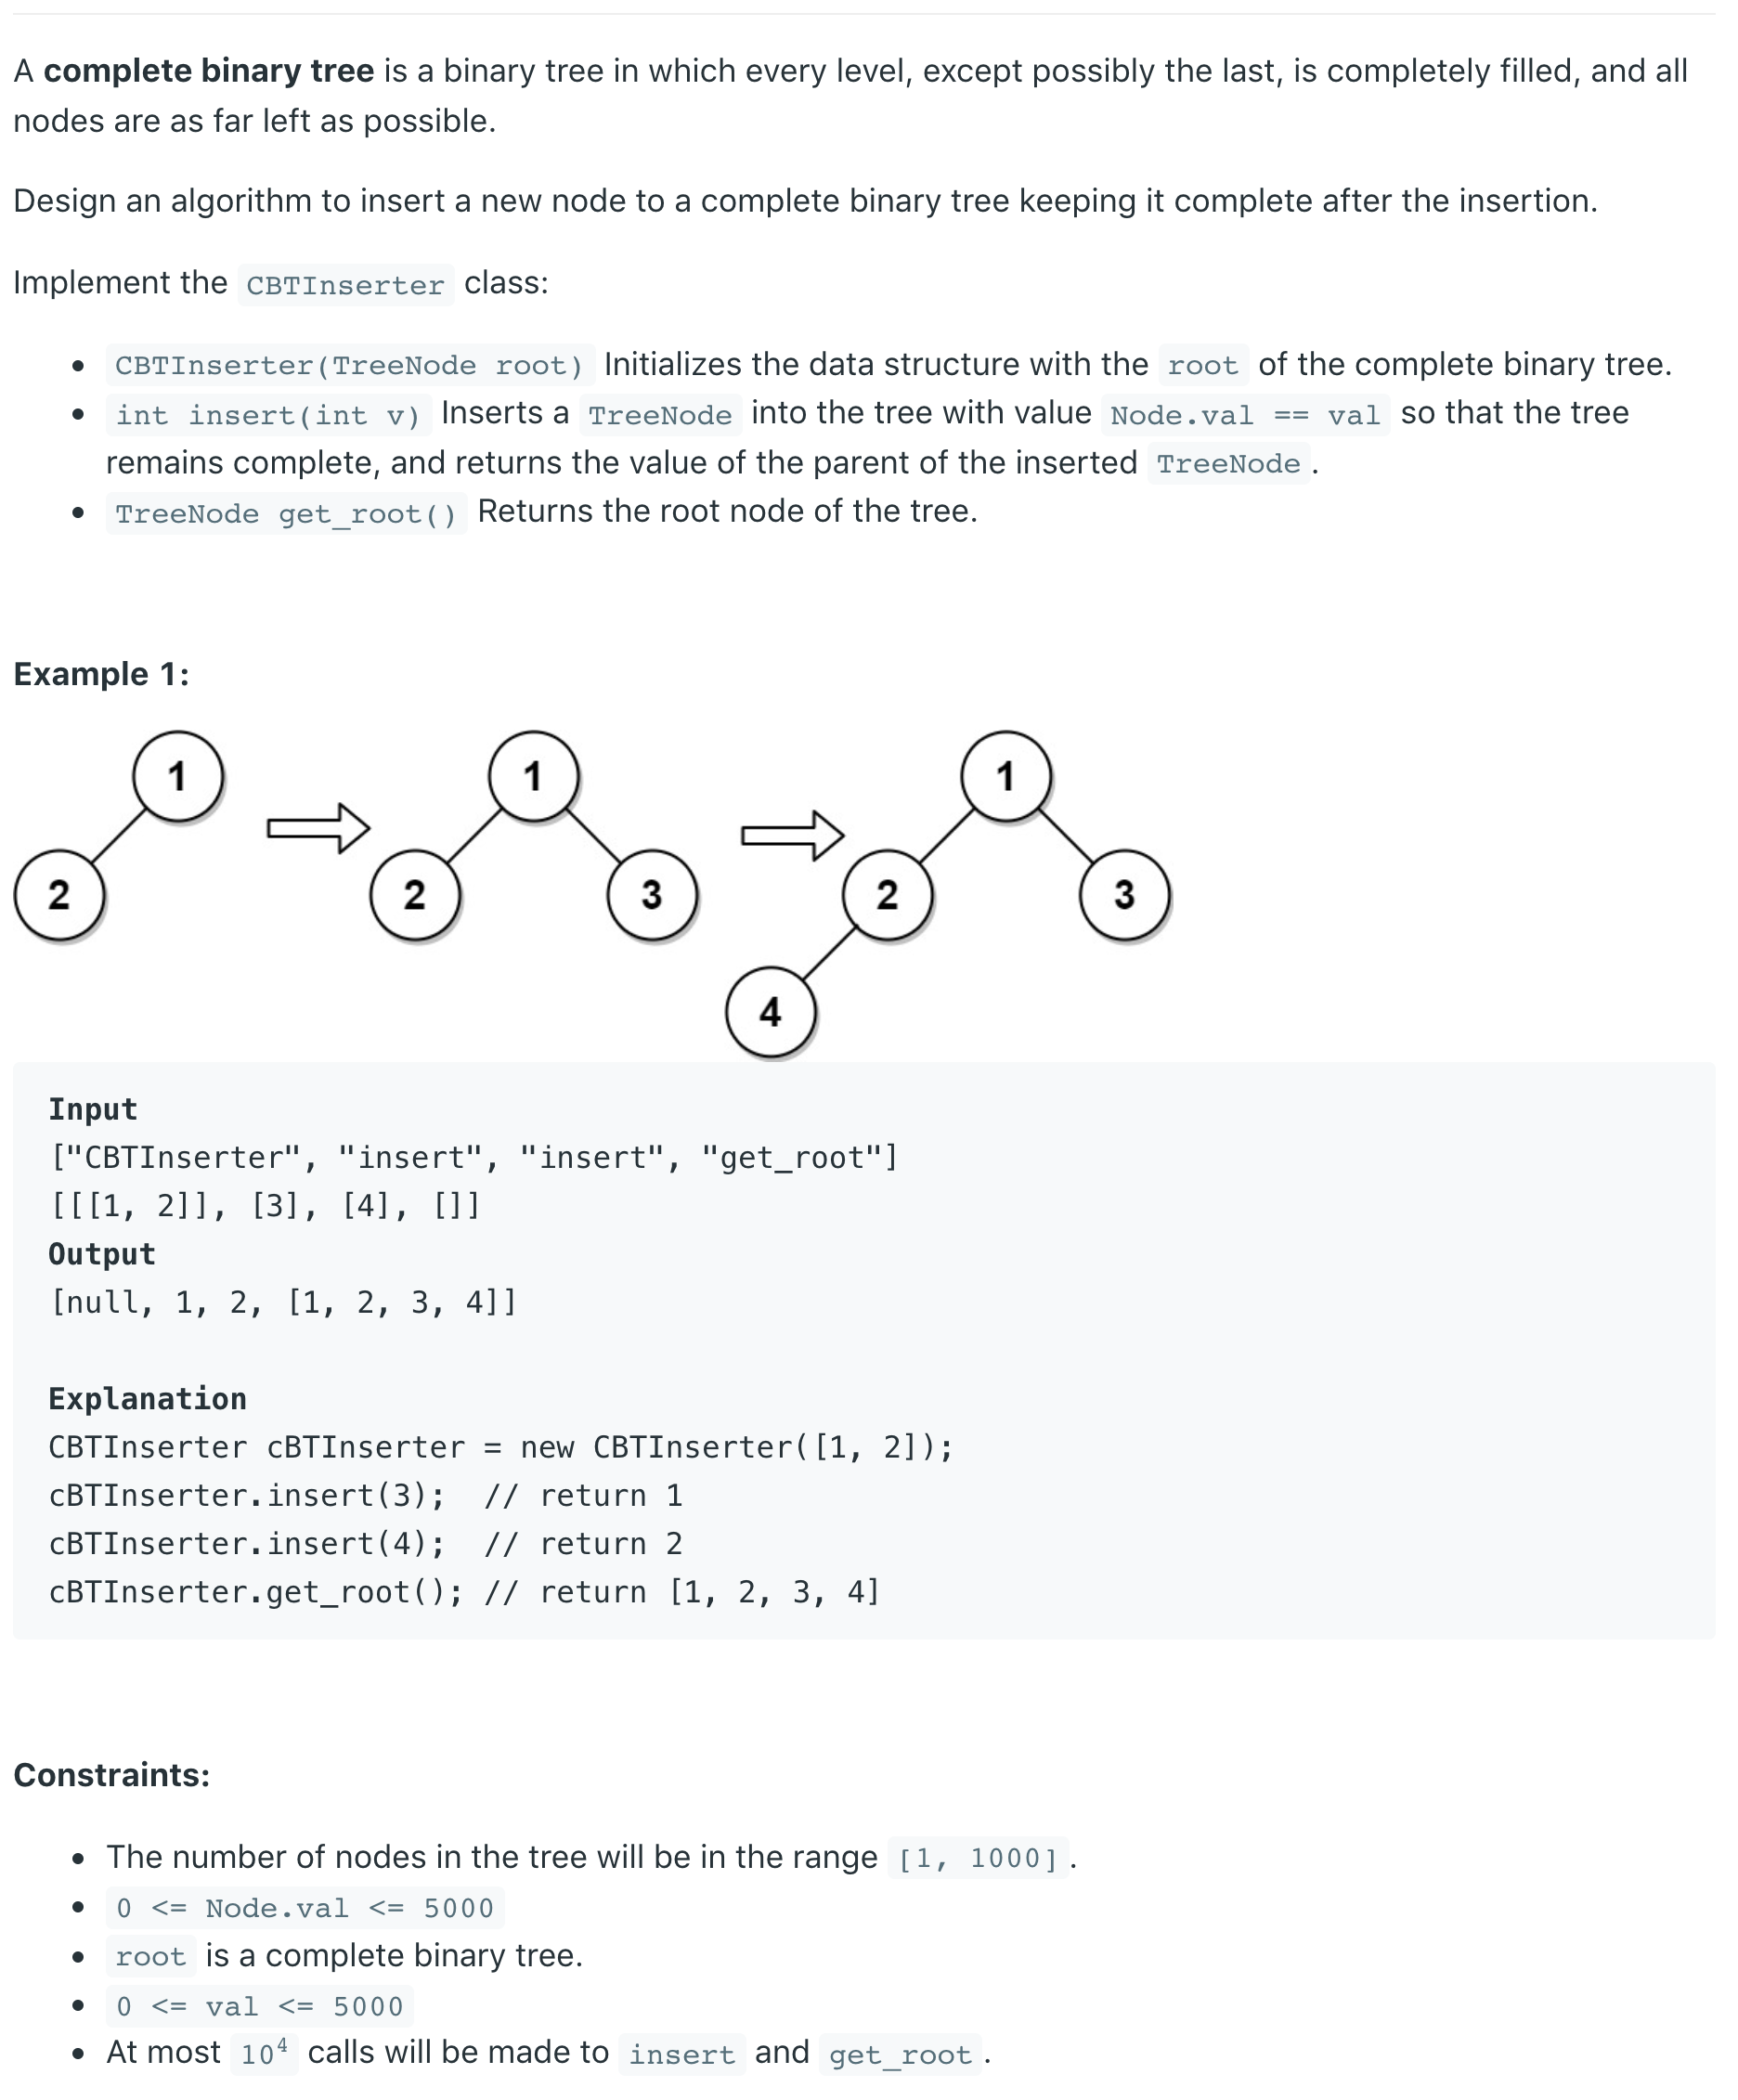 A complete binary tree is a binary tree in which every level, except possibly the last, is completely filled, and all
nodes are as far left as possible.
Design an algorithm to insert a new node to a complete binary tree keeping it complete after the insertion.
Implement the CBTInserter class:
• CBTInserter(TreeNode root) Initializes the data structure with the root of the complete binary tree.
• int insert(int v) Inserts a TreeNode into the tree with value Node.val == val so that the tree
remains complete, and returns the value of the parent of the inserted TreeNode.
• TreeNode get_root() Returns the root node of the tree.
Example 1:
1 1 1
2 2 3 2 3
4
Input
["CBTInserter", "insert", "insert", "get_root"]
[[[1, 2]], [3], [4], []]
Output
[null, 1, 2, [1, 2, 3, 4]]
Explanation
CBTInserter cBTInserter = new CBTInserter([1, 2]);
cBTInserter.insert(3);  // return 1
cBTInserter.insert(4);  // return 2
cBTInserter.get_root(); // return [1, 2, 3, 4]
Constraints:
• The number of nodes in the tree will be in the range [1, 1000].
• 0 <= Node.val <= 5000
• root is a complete binary tree.
• 0 <= val <= 5000
• At most 10⁴ calls will be made to insert and get_root.